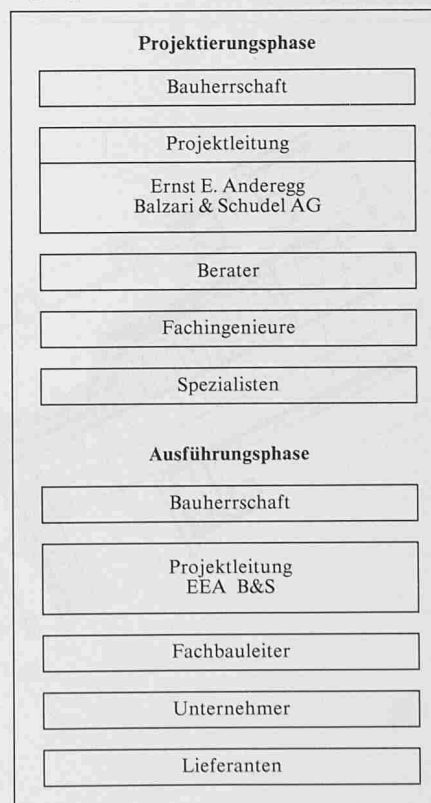 Projektierungsphase
Bauherrschaft
Projektleitung
Ernst E. Anderegg
Balzari & Schudel AG
Berater
Fachingenieure
Spezialisten
Ausführungsphase
Bauherrschaft
Projektleitung
EEA B&S
Fachbauleiter
Unternehmer
Lieferanten